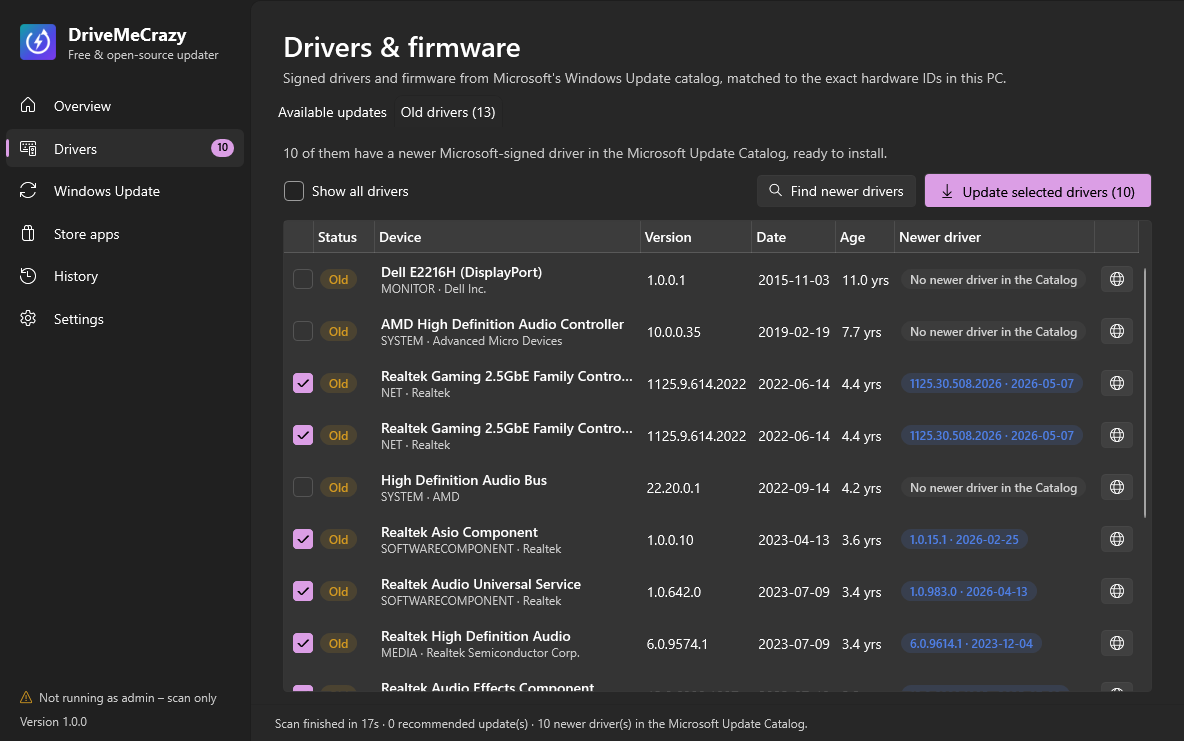 DriveMeCrazy
Free & open-source updater
Overview
Drivers 10
Windows Update
Store apps
History
Settings
Not running as admin – scan only
Version 1.0.0
Drivers & firmware
Signed drivers and firmware from Microsoft's Windows Update catalog, matched to the exact hardware IDs in this PC.
Available updates Old drivers (13)
10 of them have a newer Microsoft-signed driver in the Microsoft Update Catalog, ready to install.
Show all drivers Find newer drivers Update selected drivers (10)
Status Device Version Date Age Newer driver
Old Dell E2216H (DisplayPort) 1.0.0.1 2015-11-03 11.0 yrs No newer driver in the Catalog
MONITOR · Dell Inc.
Old AMD High Definition Audio Controller 10.0.0.35 2019-02-19 7.7 yrs No newer driver in the Catalog
SYSTEM · Advanced Micro Devices
Old Realtek Gaming 2.5GbE Family Contro... 1125.9.614.2022 2022-06-14 4.4 yrs 1125.30.508.2026 · 2026-05-07
NET · Realtek
Old Realtek Gaming 2.5GbE Family Contro... 1125.9.614.2022 2022-06-14 4.4 yrs 1125.30.508.2026 · 2026-05-07
NET · Realtek
Old High Definition Audio Bus 22.20.0.1 2022-09-14 4.2 yrs No newer driver in the Catalog
SYSTEM · AMD
Old Realtek Asio Component 1.0.0.10 2023-04-13 3.6 yrs 1.0.15.1 · 2026-02-25
SOFTWARECOMPONENT · Realtek
Old Realtek Audio Universal Service 1.0.642.0 2023-07-09 3.4 yrs 1.0.983.0 · 2026-04-13
SOFTWARECOMPONENT · Realtek
Old Realtek High Definition Audio 6.0.9574.1 2023-07-09 3.4 yrs 6.0.9614.1 · 2023-12-04
MEDIA · Realtek Semiconductor Corp.
Realtek Audio Effects Component
Scan finished in 17s · 0 recommended update(s) · 10 newer driver(s) in the Microsoft Update Catalog.